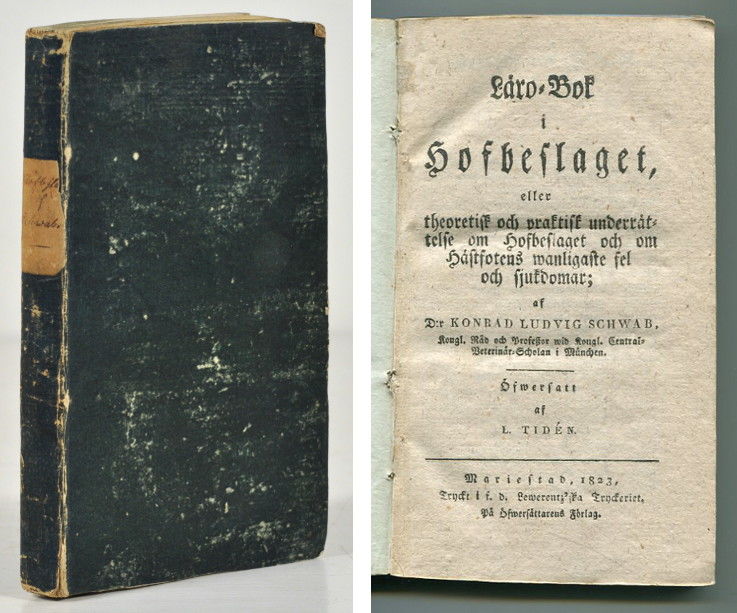 Läro-Bok
i
Hofbeslaget,
eller
theoretisk och praktisk underrät-
telse om Hofbeslaget och om
Hästfotens wanligaste fel
och sjukdomar;
af
D:r KONRAD LUDVIG SCHWAB,
Kongl. Råd och Professor wid Kongl. Central-
Veterinär-Scholan i München.
Öfwersatt
af
L. TIDÉN.
Mariestad, 1823,
Tryckt i f. d. Lewerentz'ska Tryckeriet,
På Öfwersättarens Förlag.